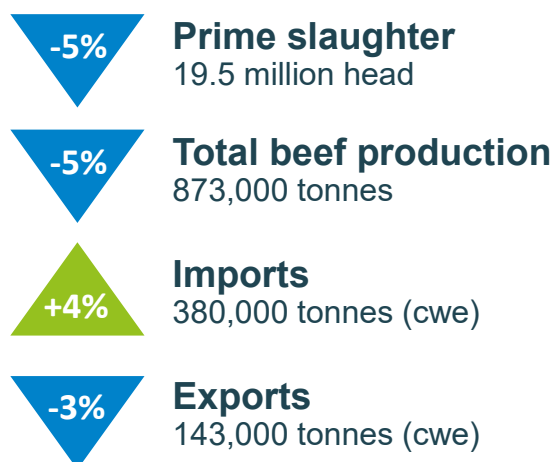 -5%
Prime slaughter
19.5 million head
-5%
Total beef production
873,000 tonnes
+4%
Imports
380,000 tonnes (cwe)
-3%
Exports
143,000 tonnes (cwe)